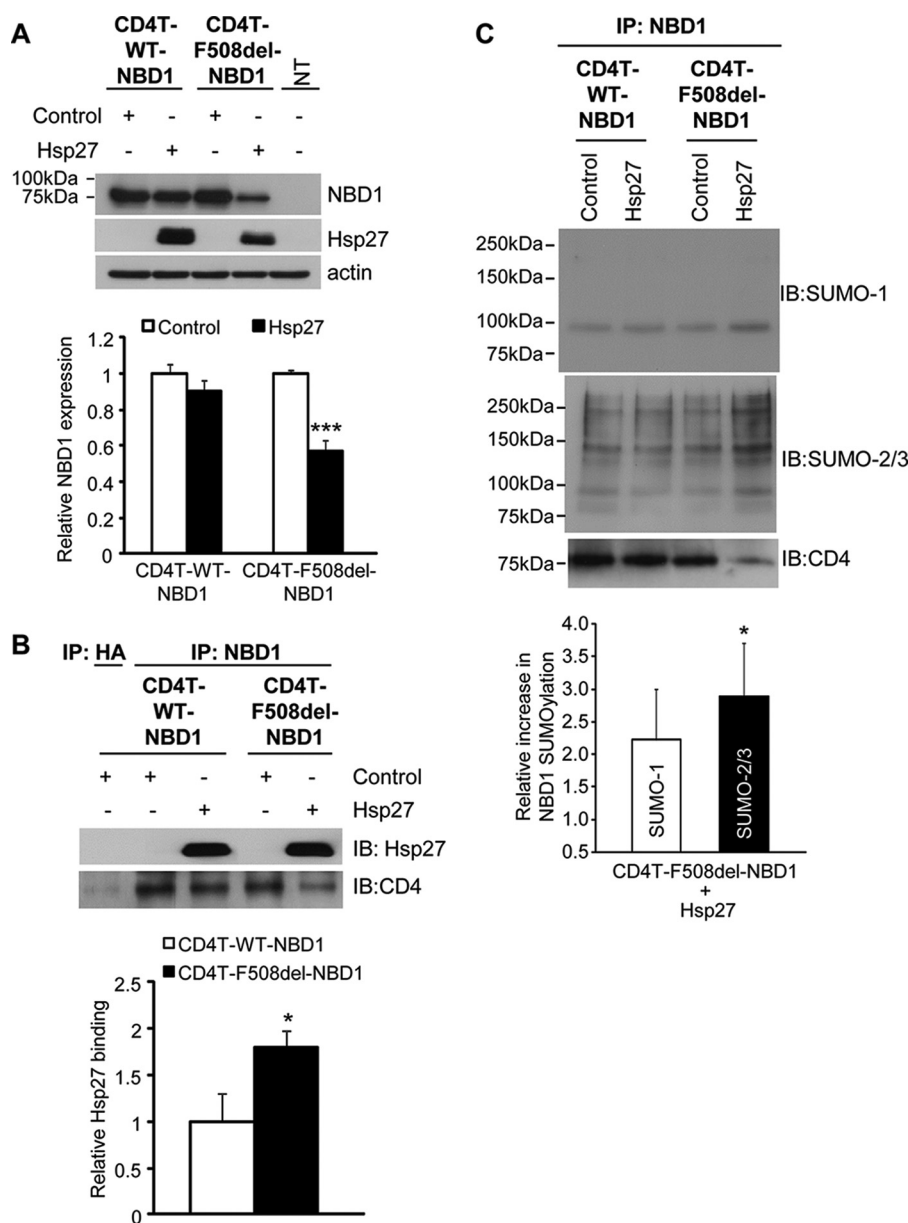 A
CD4T-
WT-
NBD1
CD4T-
F508del-
NBD1
NT
Control + - + - -
Hsp27 - + - + -
100kDa
75kDa
NBD1
Hsp27
actin
Control Hsp27
Relative NBD1 expression
1.2
1
0.8
0.6
0.4
0.2
0
***
CD4T-WT-
NBD1
CD4T-F508del-
NBD1
B
IP: HA IP: NBD1
CD4T-
WT-
NBD1
CD4T-
F508del-
NBD1
+ + - + - Control
- - + - + Hsp27
IB: Hsp27
IB:CD4
CD4T-WT-NBD1
CD4T-F508del-NBD1
Relative Hsp27 binding
2.5
2
1.5
1
0.5
0
*
C
IP: NBD1
CD4T-
WT-
NBD1
CD4T-
F508del-
NBD1
Control Hsp27 Control Hsp27
250kDa
150kDa
100kDa
75kDa
IB:SUMO-1
250kDa
150kDa
100kDa
75kDa
IB:SUMO-2/3
75kDa
IB:CD4
Relative increase in
NBD1 SUMOylation
4.0
3.5
3.0
2.5
2.0
1.5
1.0
0.5
*
SUMO-1
SUMO-2/3
CD4T-F508del-NBD1
+
Hsp27